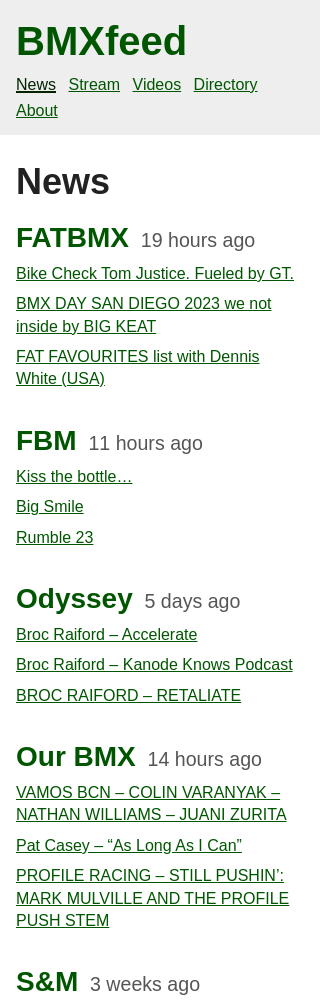 BMXfeed
News Stream Videos Directory
About
News
FATBMX 19 hours ago
Bike Check Tom Justice. Fueled by GT.
BMX DAY SAN DIEGO 2023 we not
inside by BIG KEAT
FAT FAVOURITES list with Dennis
White (USA)
FBM 11 hours ago
Kiss the bottle…
Big Smile
Rumble 23
Odyssey 5 days ago
Broc Raiford – Accelerate
Broc Raiford – Kanode Knows Podcast
BROC RAIFORD – RETALIATE
Our BMX 14 hours ago
VAMOS BCN – COLIN VARANYAK –
NATHAN WILLIAMS – JUANI ZURITA
Pat Casey – “As Long As I Can”
PROFILE RACING – STILL PUSHIN’:
MARK MULVILLE AND THE PROFILE
PUSH STEM
S&M 3 weeks ago